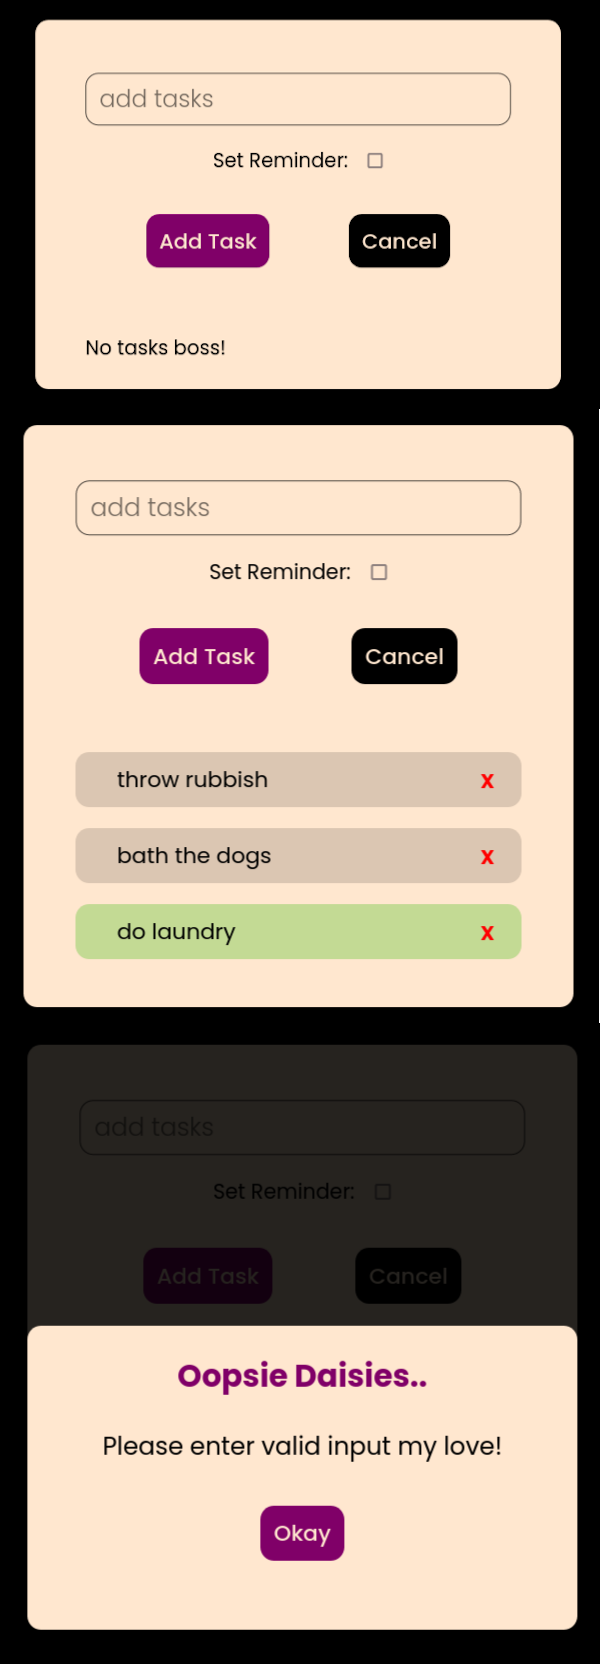 add tasks
Set Reminder:
Add Task Cancel
No tasks boss!
add tasks
Set Reminder:
Add Task Cancel
throw rubbish x
bath the dogs x
do laundry x
add tasks
Set Reminder:
Add Task Cancel
Oopsie Daisies..
Please enter valid input my love!
Okay